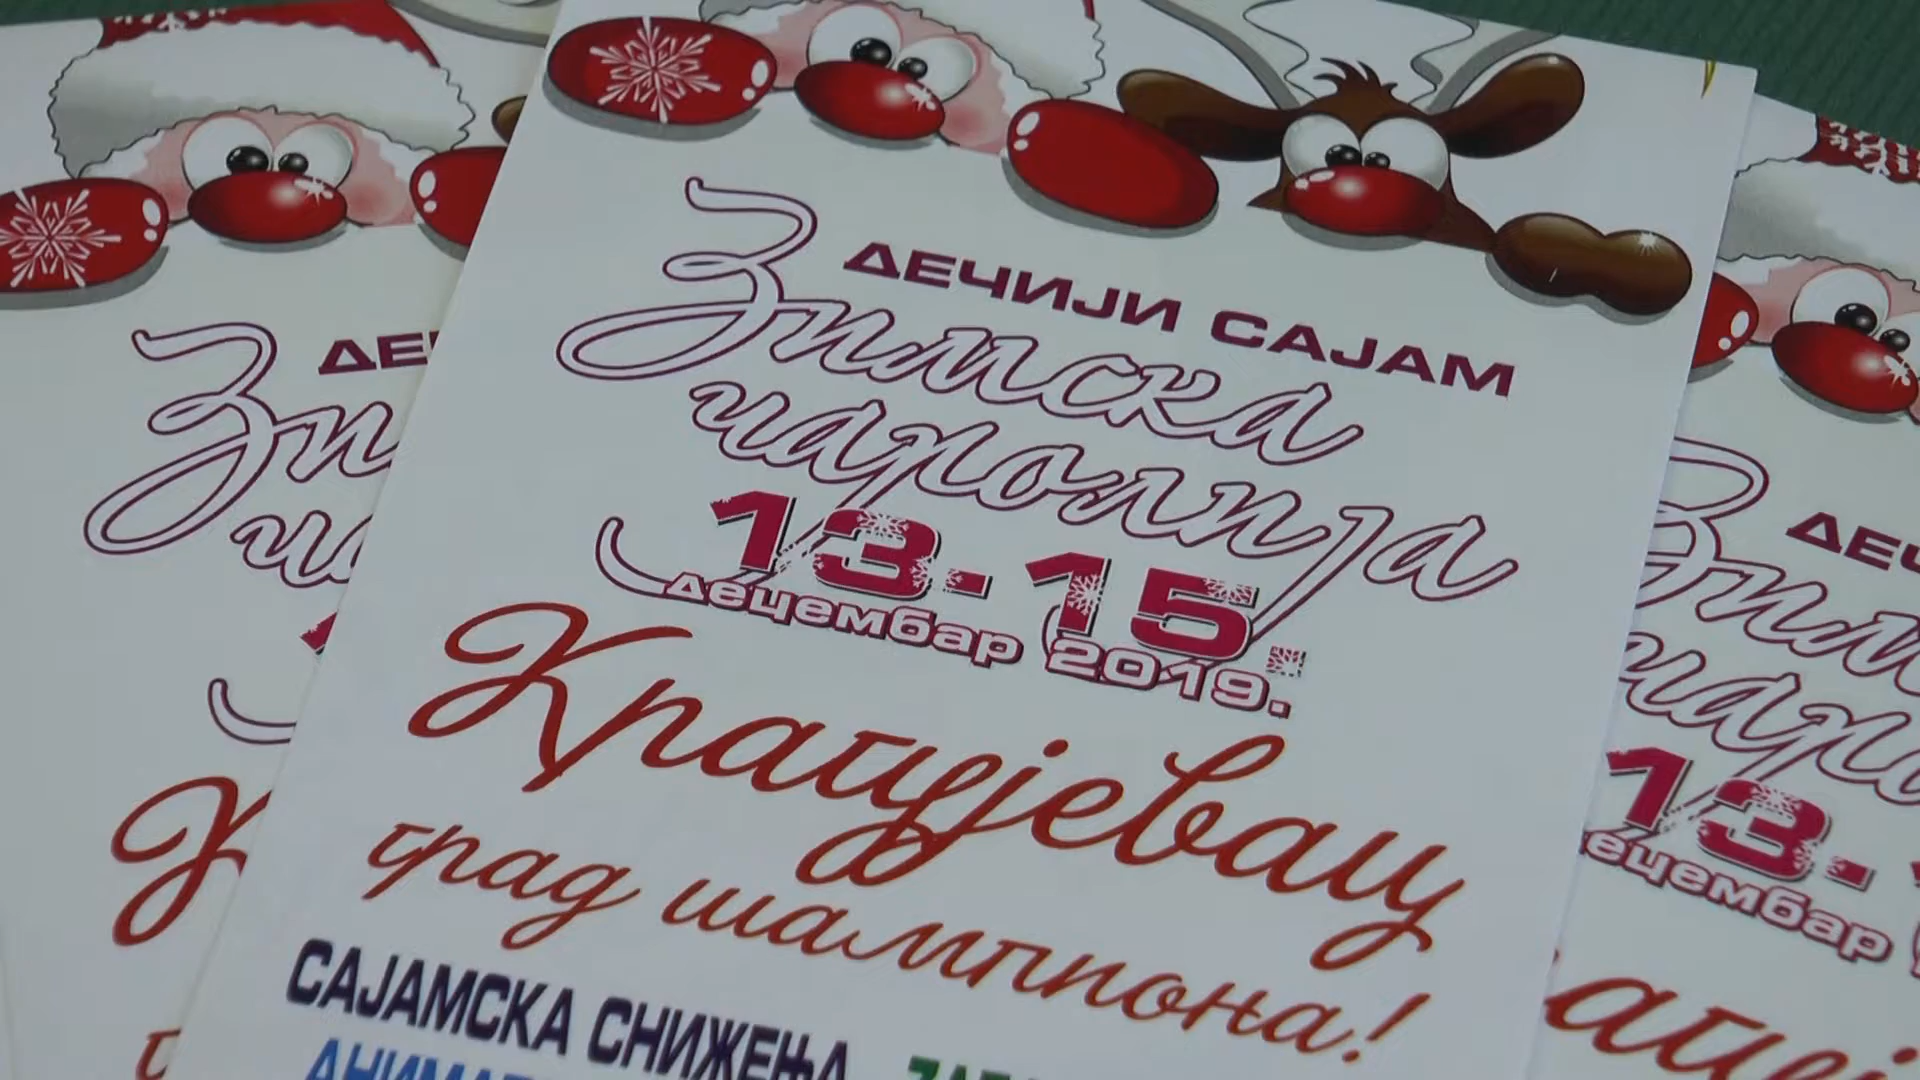 ДЕЧИЈИ САЈАМ
Зимска
чаролија
13-15.
децембар 2019.
Крагујевац
град шампиона!
САЈАМСКА СНИЖЕЊА